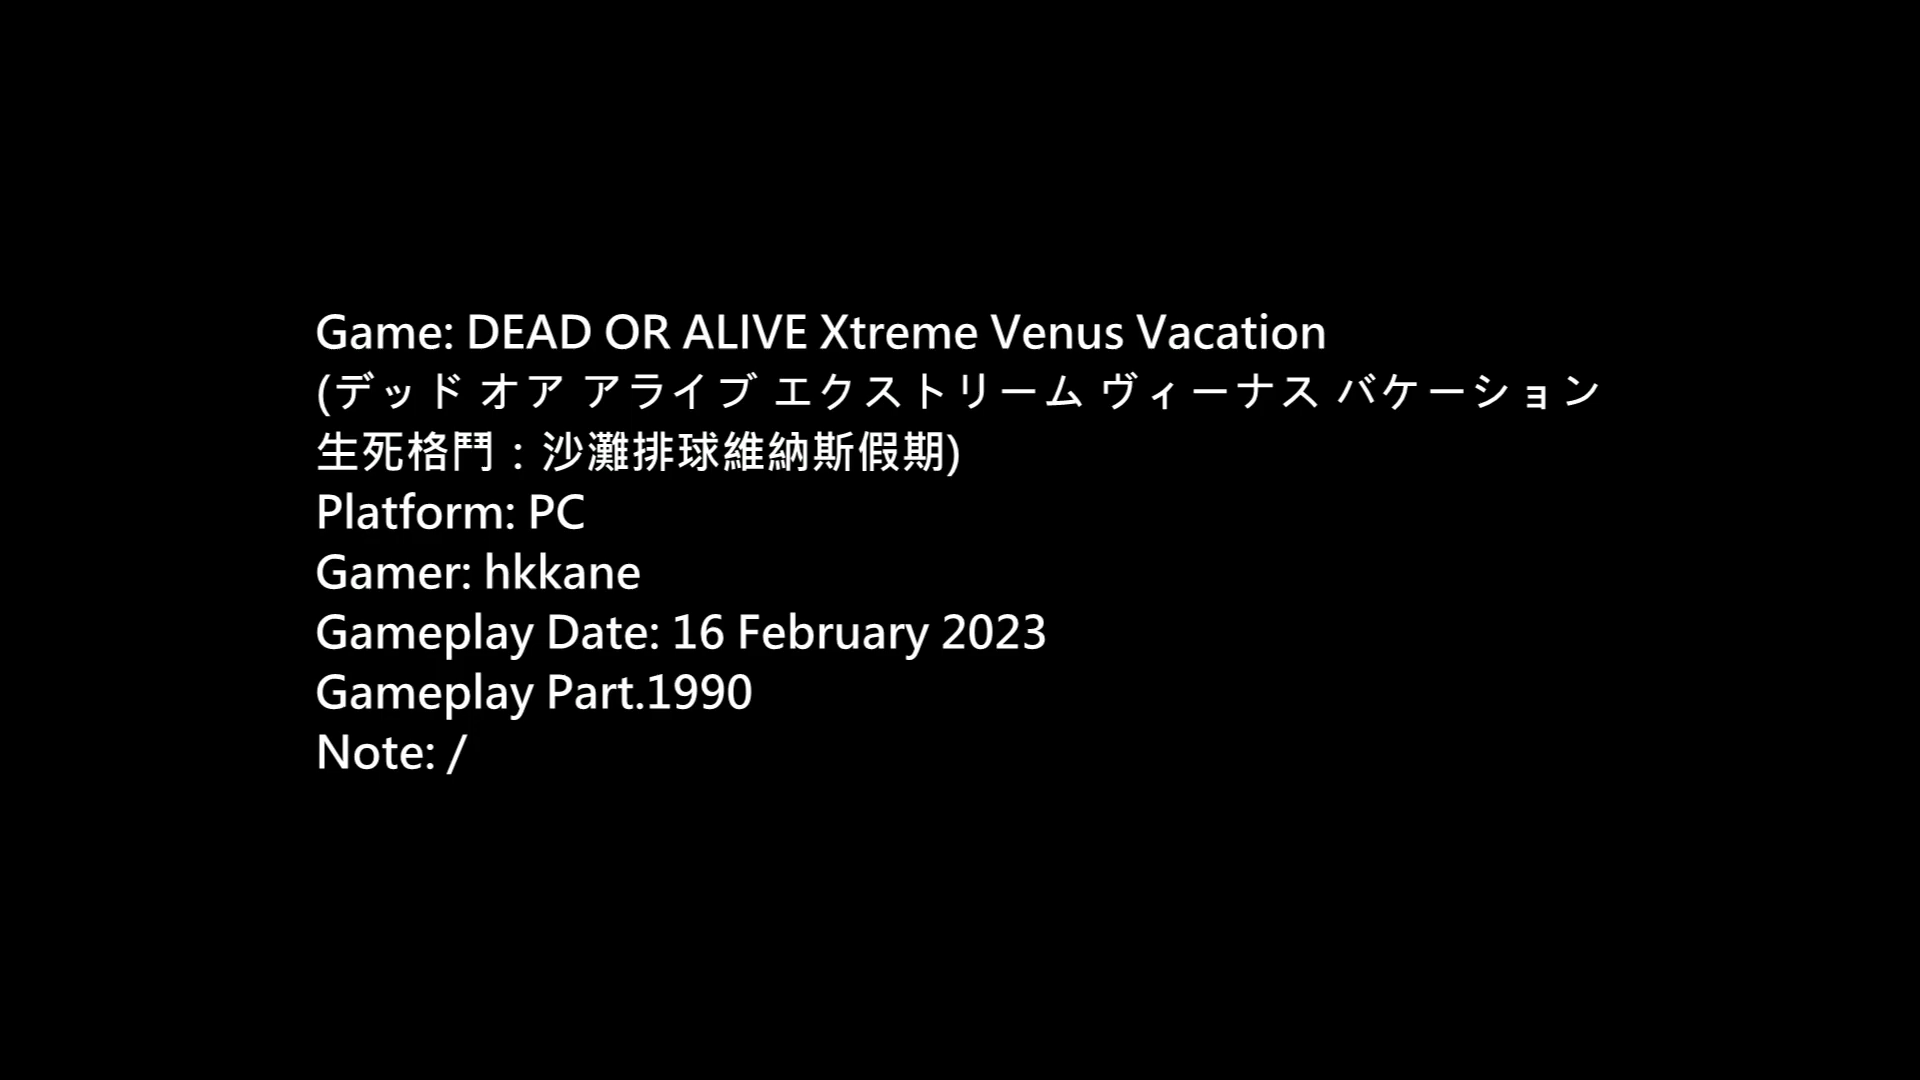 Game: DEAD OR ALIVE Xtreme Venus Vacation
(デッド オア アライブ エクストリーム ヴィーナス バケーション
生死格鬥：沙灘排球維納斯假期)
Platform: PC
Gamer: hkkane
Gameplay Date: 16 February 2023
Gameplay Part.1990
Note: /